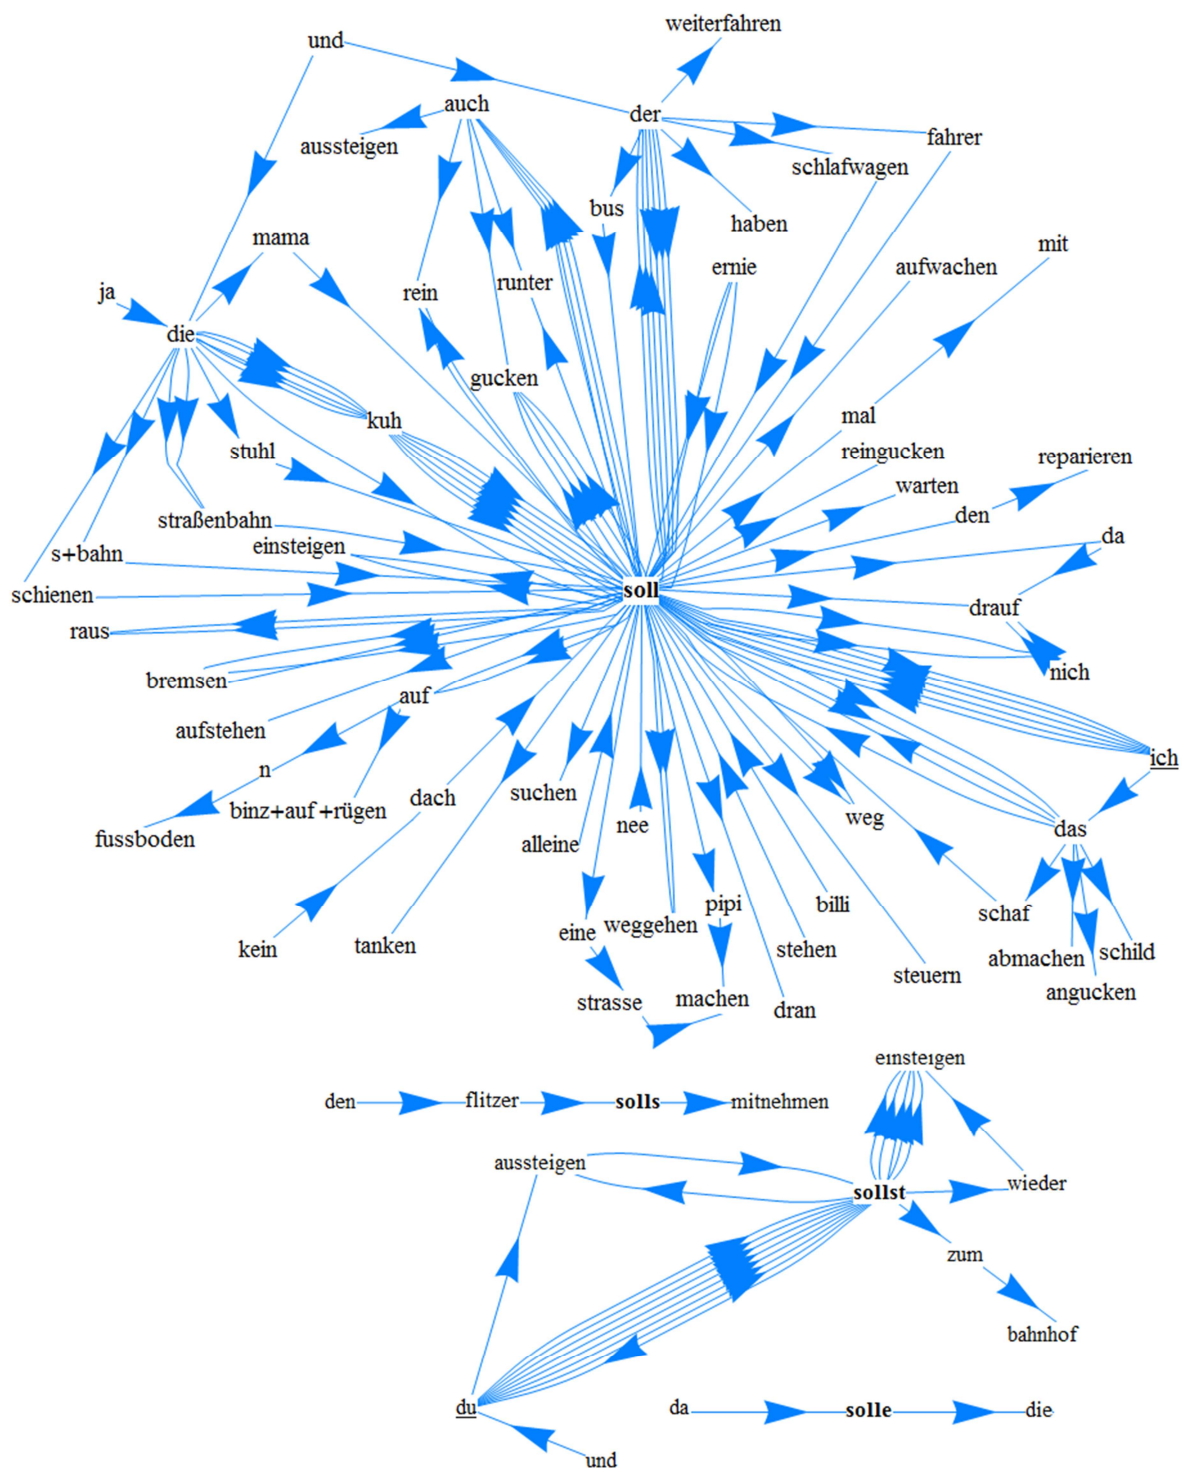 weiterfahren
und
auch
der
aussteigen
fahrer
schlafwagen
bus
haben
mama
mit
ernie
aufwachen
ja
rein
runter
die
gucken
kuh
mal
stuhl
reingucken
reparieren
warten
straßenbahn
den
einsteigen
da
s+bahn
soll
schienen
drauf
raus
nich
bremsen
auf
aufstehen
ich
n
suchen
dach
binz+auf+rügen
weg
nee
das
fussboden
alleine
pipi
billi
schaf
eine
weggehen
kein
tanken
stehen
abmachen
schild
steuern
angucken
strasse
machen
dran
einsteigen
den
flitzer
solls
mitnehmen
aussteigen
wieder
sollst
zum
bahnhof
du
da
solle
die
und